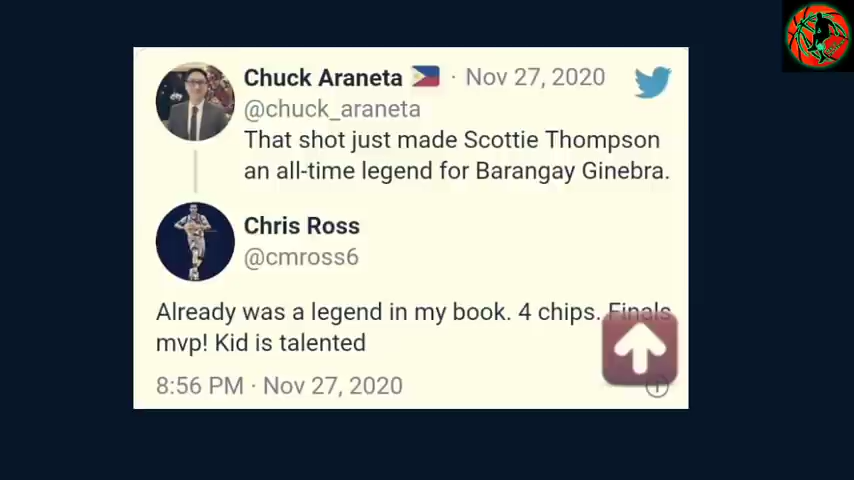 Chuck Araneta 🇵🇭 · Nov 27, 2020
@chuck_araneta
That shot just made Scottie Thompson
an all-time legend for Barangay Ginebra.
Chris Ross
@cmross6
Already was a legend in my book. 4 chips. Finals
mvp! Kid is talented
8:56 PM · Nov 27, 2020